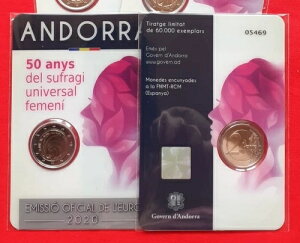 ANDORRA
50 anys
del sufragi
universal
femení
EMISSIÓ OFICIAL DE L'EURO
2020
Tiratge limitat
de 60.000 exemplars
05469
Emès pel
Govern d'Andorra
www.govern.ad
Monedes encunyades
a la FNMT-RCM
(Espanya)
Govern d'Andorra